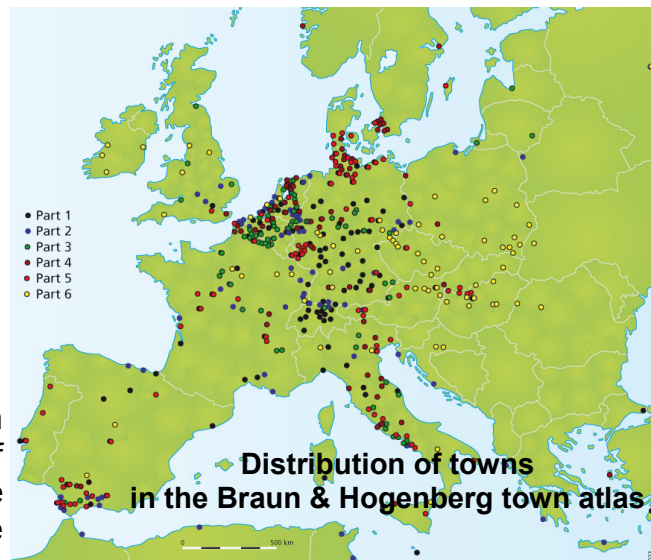 Part 1
Part 2
Part 3
Part 4
Part 5
Part 6
Distribution of towns
in the Braun & Hogenberg town atlas
0 500 km